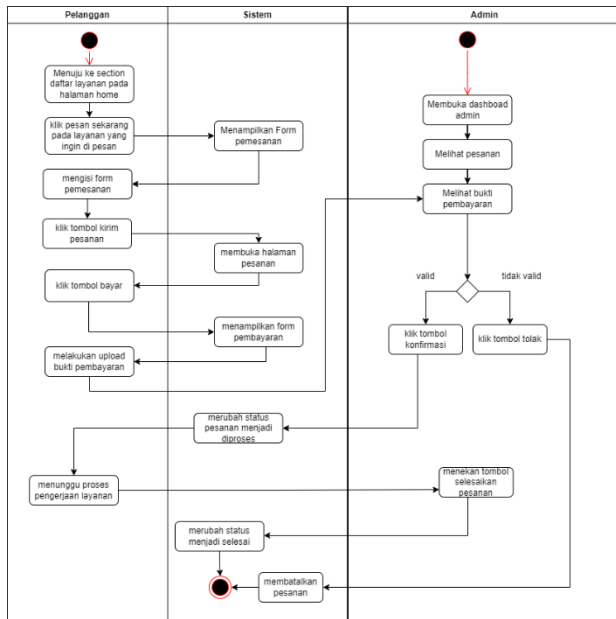 Pelanggan
Sistem
Admin
Menuju ke section
daftar layanan pada
halaman home
Membuka dashboad
admin
klik pesan sekarang
pada layanan yang
ingin di pesan
Menampilkan Form
pemesanan
Melihat pesanan
mengisi form
pemesanan
Melihat bukti
pembayaran
klik tombol kirim
pesanan
membuka halaman
pesanan
klik tombol bayar
valid
tidak valid
menampilkan form
pembayaran
klik tombol
konfirmasi
klik tombol tolak
melakukan upload
bukti pembayaran
merubah status
pesanan menjadi
diproses
menunggu proses
pengerjaan layanan
menekan tombol
selesaikan
pesanan
merubah status
menjadi selesai
membatalkan
pesanan